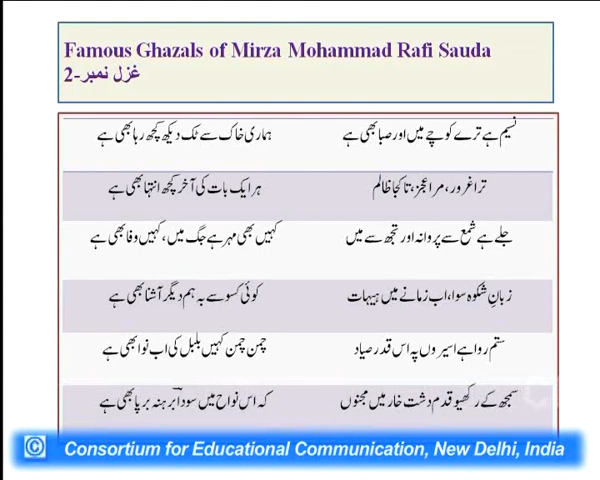 Famous Ghazals of Mirza Mohammad Rafi Sauda
غزل نمبر-2
نسیم ہے ترے کوچے میں اور صبا بھی ہے ہماری خاک سے ٹک دیکھ کچھ رہا بھی ہے
ترا غرور، مرا عجز، تا کجا ظالم ہر ایک بات کی آخر کچھ انتہا بھی ہے
جلے ہے شمع سے پروانہ اور تجھ سے میں کہیں بھی مہر ہے جگ میں، کہیں وفا بھی ہے
زبانِ شکوہ سوا، اب زمانے میں ہیہات کوئی کسو سے بہ ہم دیگر آشنا بھی ہے
ستم روا ہے اسیروں پہ اس قدر صیاد چمن چمن کہیں بلبل کی اب نوا بھی ہے
سمجھ کے رکھیو قدم دشت خار میں مجنوں کہ اس نواح میں سودؔا برہنہ پا بھی ہے
© Consortium for Educational Communication, New Delhi, India